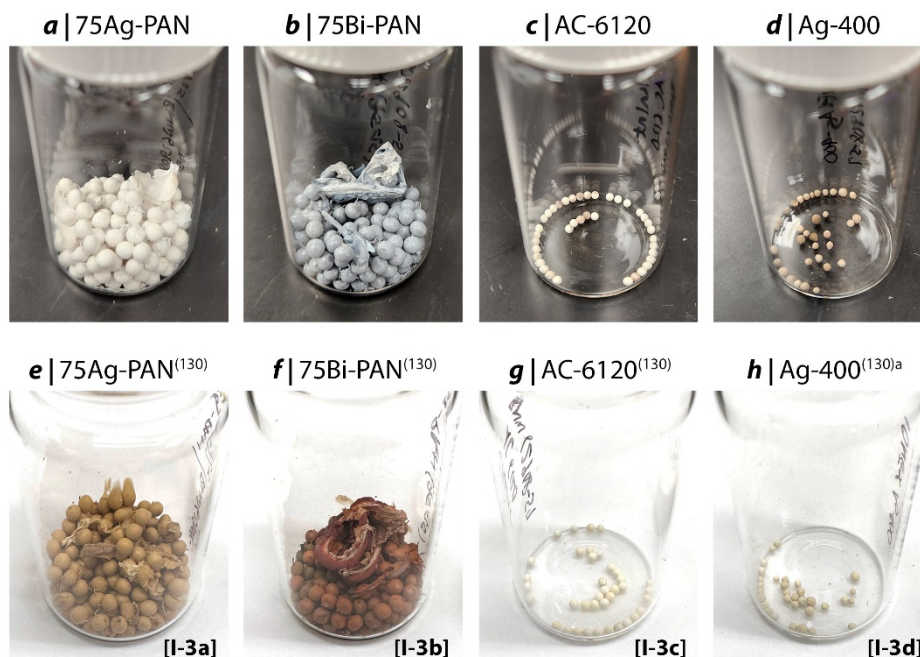 a | 75Ag-PAN
b | 75Bi-PAN
c | AC-6120
d | Ag-400
e | 75Ag-PAN(130)
f | 75Bi-PAN(130)
g | AC-6120(130)
h | Ag-400(130)a
[I-3a]
[I-3b]
[I-3c]
[I-3d]